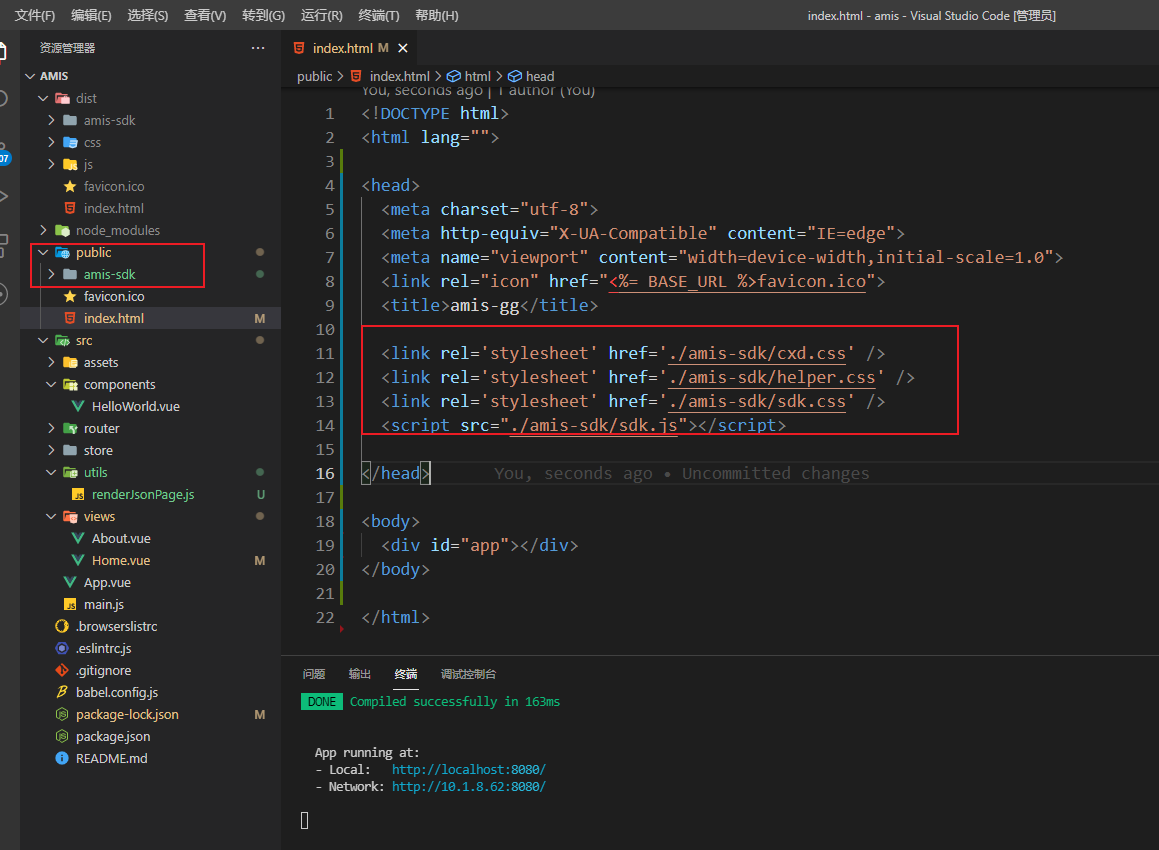 文件(F) 编辑(E) 选择(S) 查看(V) 转到(G) 运行(R) 终端(T) 帮助(H) index.html - amis - Visual Studio Code [管理员]
资源管理器 ···
AMIS
dist
amis-sdk
css
js
favicon.ico
index.html
node_modules
public
amis-sdk
favicon.ico
index.html M
src
assets
components
HelloWorld.vue
router
store
utils
renderJsonPage.js U
views
About.vue
Home.vue M
App.vue
main.js
.browserslistrc
.eslintrc.js
.gitignore
babel.config.js
package-lock.json M
package.json
README.md
index.html M
public > index.html > html > head
You, seconds ago | 1 author (You)
1 <!DOCTYPE html>
2 <html lang="">
3
4 <head>
5 <meta charset="utf-8">
6 <meta http-equiv="X-UA-Compatible" content="IE=edge">
7 <meta name="viewport" content="width=device-width,initial-scale=1.0">
8 <link rel="icon" href="<%= BASE_URL %>favicon.ico">
9 <title>amis-gg</title>
10
11 <link rel='stylesheet' href='./amis-sdk/cxd.css' />
12 <link rel='stylesheet' href='./amis-sdk/helper.css' />
13 <link rel='stylesheet' href='./amis-sdk/sdk.css' />
14 <script src="./amis-sdk/sdk.js"></script>
15
16 </head> You, seconds ago • Uncommitted changes
17
18 <body>
19 <div id="app"></div>
20 </body>
21
22 </html>
问题 输出 终端 调试控制台
DONE Compiled successfully in 163ms
App running at:
- Local: http://localhost:8080/
- Network: http://10.1.8.62:8080/